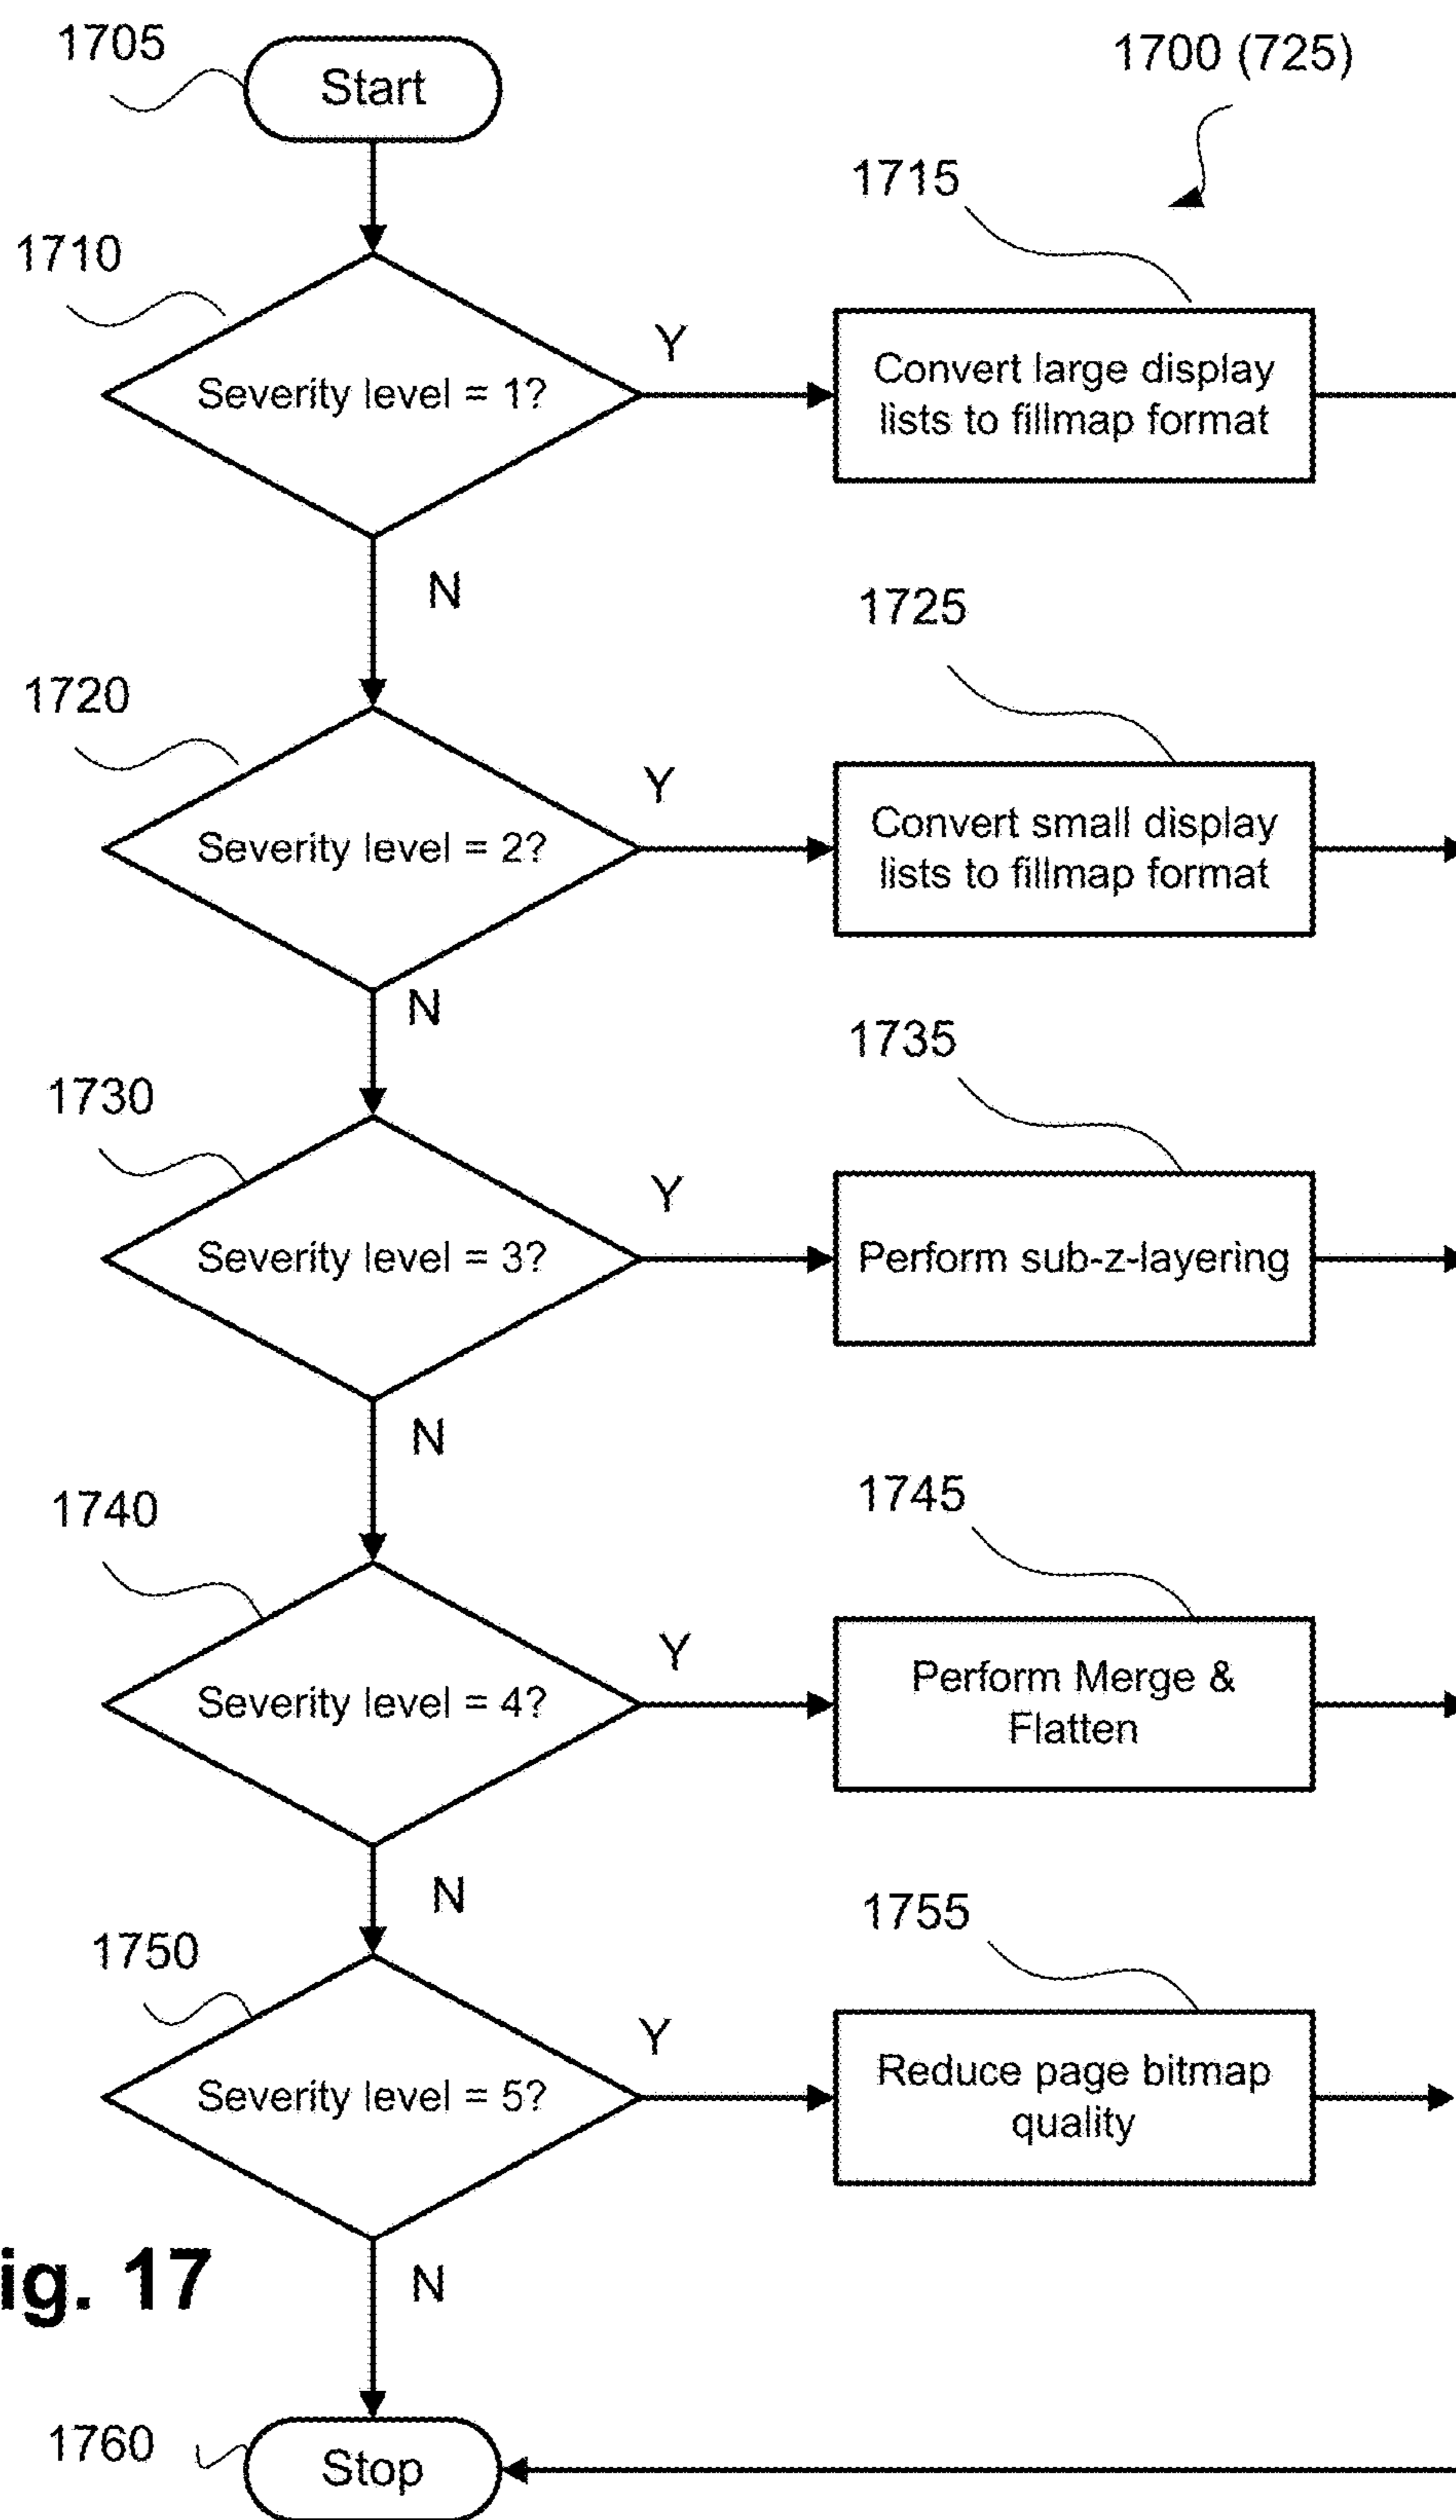 1705
Start
1700 (725)
1715
1710
Y
Severity level = 1?
Convert large display
lists to fillmap format
N
1725
1720
Y
Severity level = 2?
Convert small display
lists to fillmap format
N
1735
1730
Y
Severity level = 3?
Perform sub-z-layering
N
1745
1740
Y
Severity level = 4?
Perform Merge &
Flatten
N
1755
1750
Y
Severity level = 5?
Reduce page bitmap
quality
ig. 17
N
1760
Stop